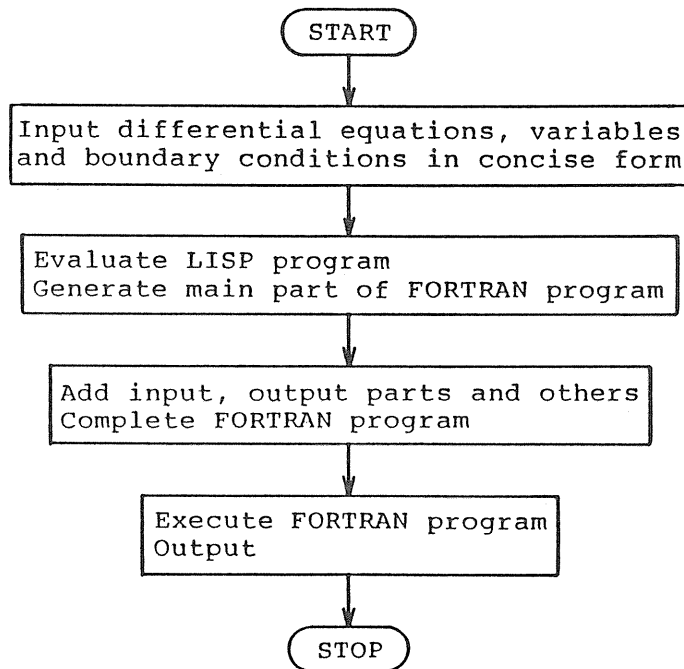 START
Input differential equations, variables
and boundary conditions in concise form
Evaluate LISP program
Generate main part of FORTRAN program
Add input, output parts and others
Complete FORTRAN program
Execute FORTRAN program
Output
STOP